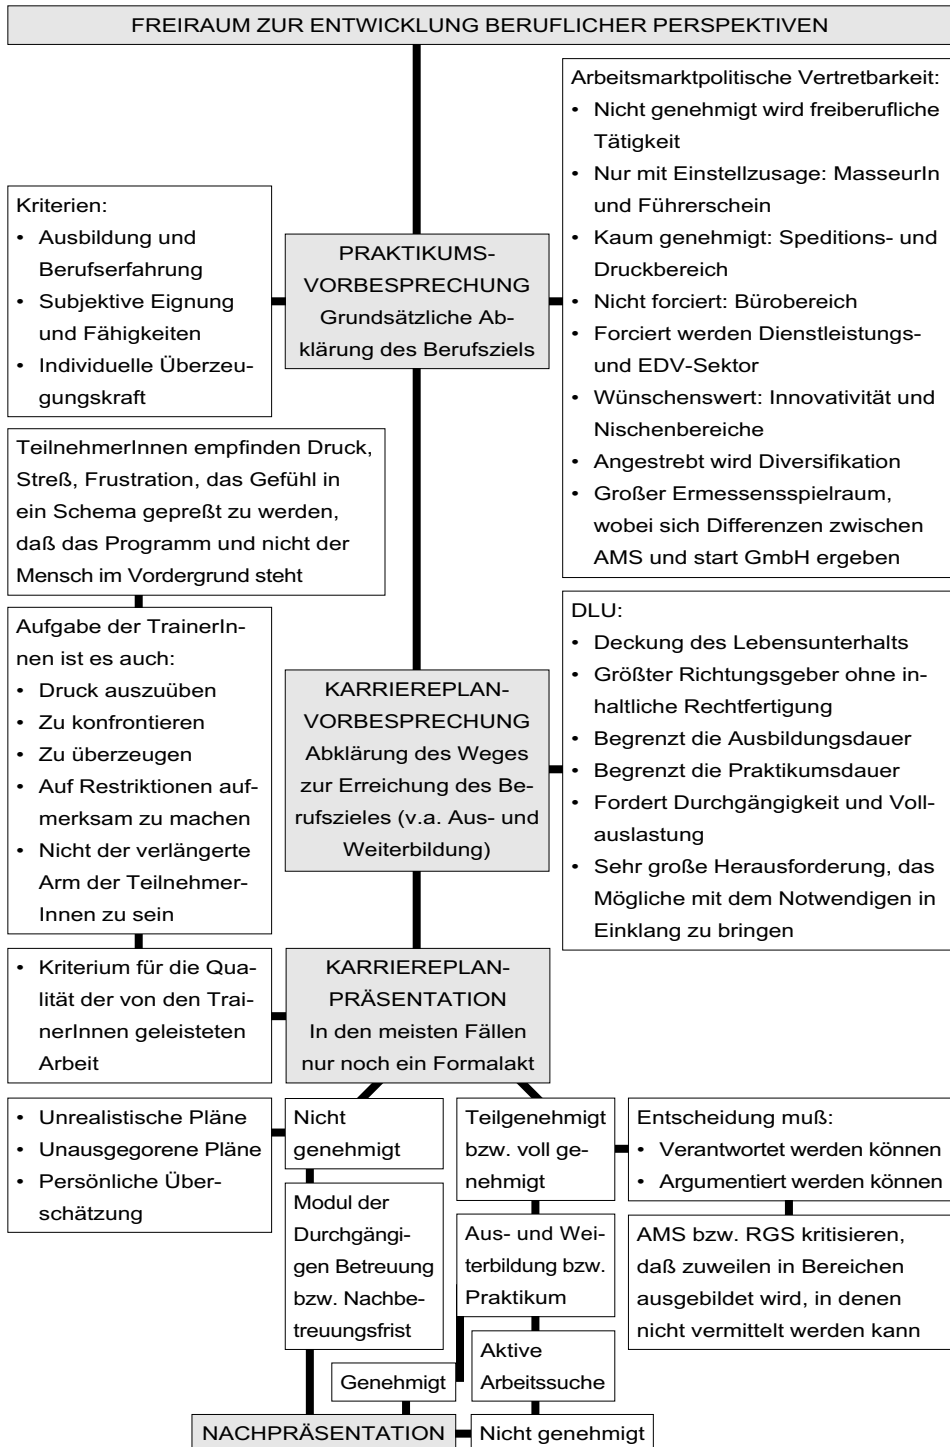 FREIRAUM ZUR ENTWICKLUNG BERUFLICHER PERSPEKTIVEN
Arbeitsmarktpolitische Vertretbarkeit:
• Nicht genehmigt wird freiberufliche
Tätigkeit
• Nur mit Einstellzusage: MasseurIn
und Führerschein
• Kaum genehmigt: Speditions- und
Druckbereich
• Nicht forciert: Bürobereich
• Forciert werden Dienstleistungs-
und EDV-Sektor
• Wünschenswert: Innovativität und
Nischenbereiche
• Angestrebt wird Diversifikation
• Großer Ermessensspielraum,
wobei sich Differenzen zwischen
AMS und start GmbH ergeben
Kriterien:
• Ausbildung und
Berufserfahrung
• Subjektive Eignung
und Fähigkeiten
• Individuelle Überzeu-
gungskraft
PRAKTIKUMS-
VORBESPRECHUNG
Grundsätzliche Ab-
klärung des Berufsziels
TeilnehmerInnen empfinden Druck,
Streß, Frustration, das Gefühl in
ein Schema gepreßt zu werden,
daß das Programm und nicht der
Mensch im Vordergrund steht
Aufgabe der TrainerIn-
nen ist es auch:
• Druck auszuüben
• Zu konfrontieren
• Zu überzeugen
• Auf Restriktionen auf-
merksam zu machen
• Nicht der verlängerte
Arm der Teilnehmer-
Innen zu sein
KARRIEREPLAN-
VORBESPRECHUNG
Abklärung des Weges
zur Erreichung des Be-
rufszieles (v.a. Aus- und
Weiterbildung)
DLU:
• Deckung des Lebensunterhalts
• Größter Richtungsgeber ohne in-
haltliche Rechtfertigung
• Begrenzt die Ausbildungsdauer
• Begrenzt die Praktikumsdauer
• Fordert Durchgängigkeit und Voll-
auslastung
• Sehr große Herausforderung, das
Mögliche mit dem Notwendigen in
Einklang zu bringen
• Kriterium für die Qua-
lität der von den Trai-
nerInnen geleisteten
Arbeit
KARRIEREPLAN-
PRÄSENTATION
In den meisten Fällen
nur noch ein Formalakt
• Unrealistische Pläne
• Unausgegorene Pläne
• Persönliche Über-
schätzung
Nicht
genehmigt
Teilgenehmigt
bzw. voll ge-
nehmigt
Entscheidung muß:
• Verantwortet werden können
• Argumentiert werden können
Modul der
Durchgängi-
gen Betreuung
bzw. Nachbe-
treuungsfrist
Aus- und Wei-
terbildung bzw.
Praktikum
AMS bzw. RGS kritisieren,
daß zuweilen in Bereichen
ausgebildet wird, in denen
nicht vermittelt werden kann
Aktive
Arbeitssuche
Genehmigt
NACHPRÄSENTATION
Nicht genehmigt